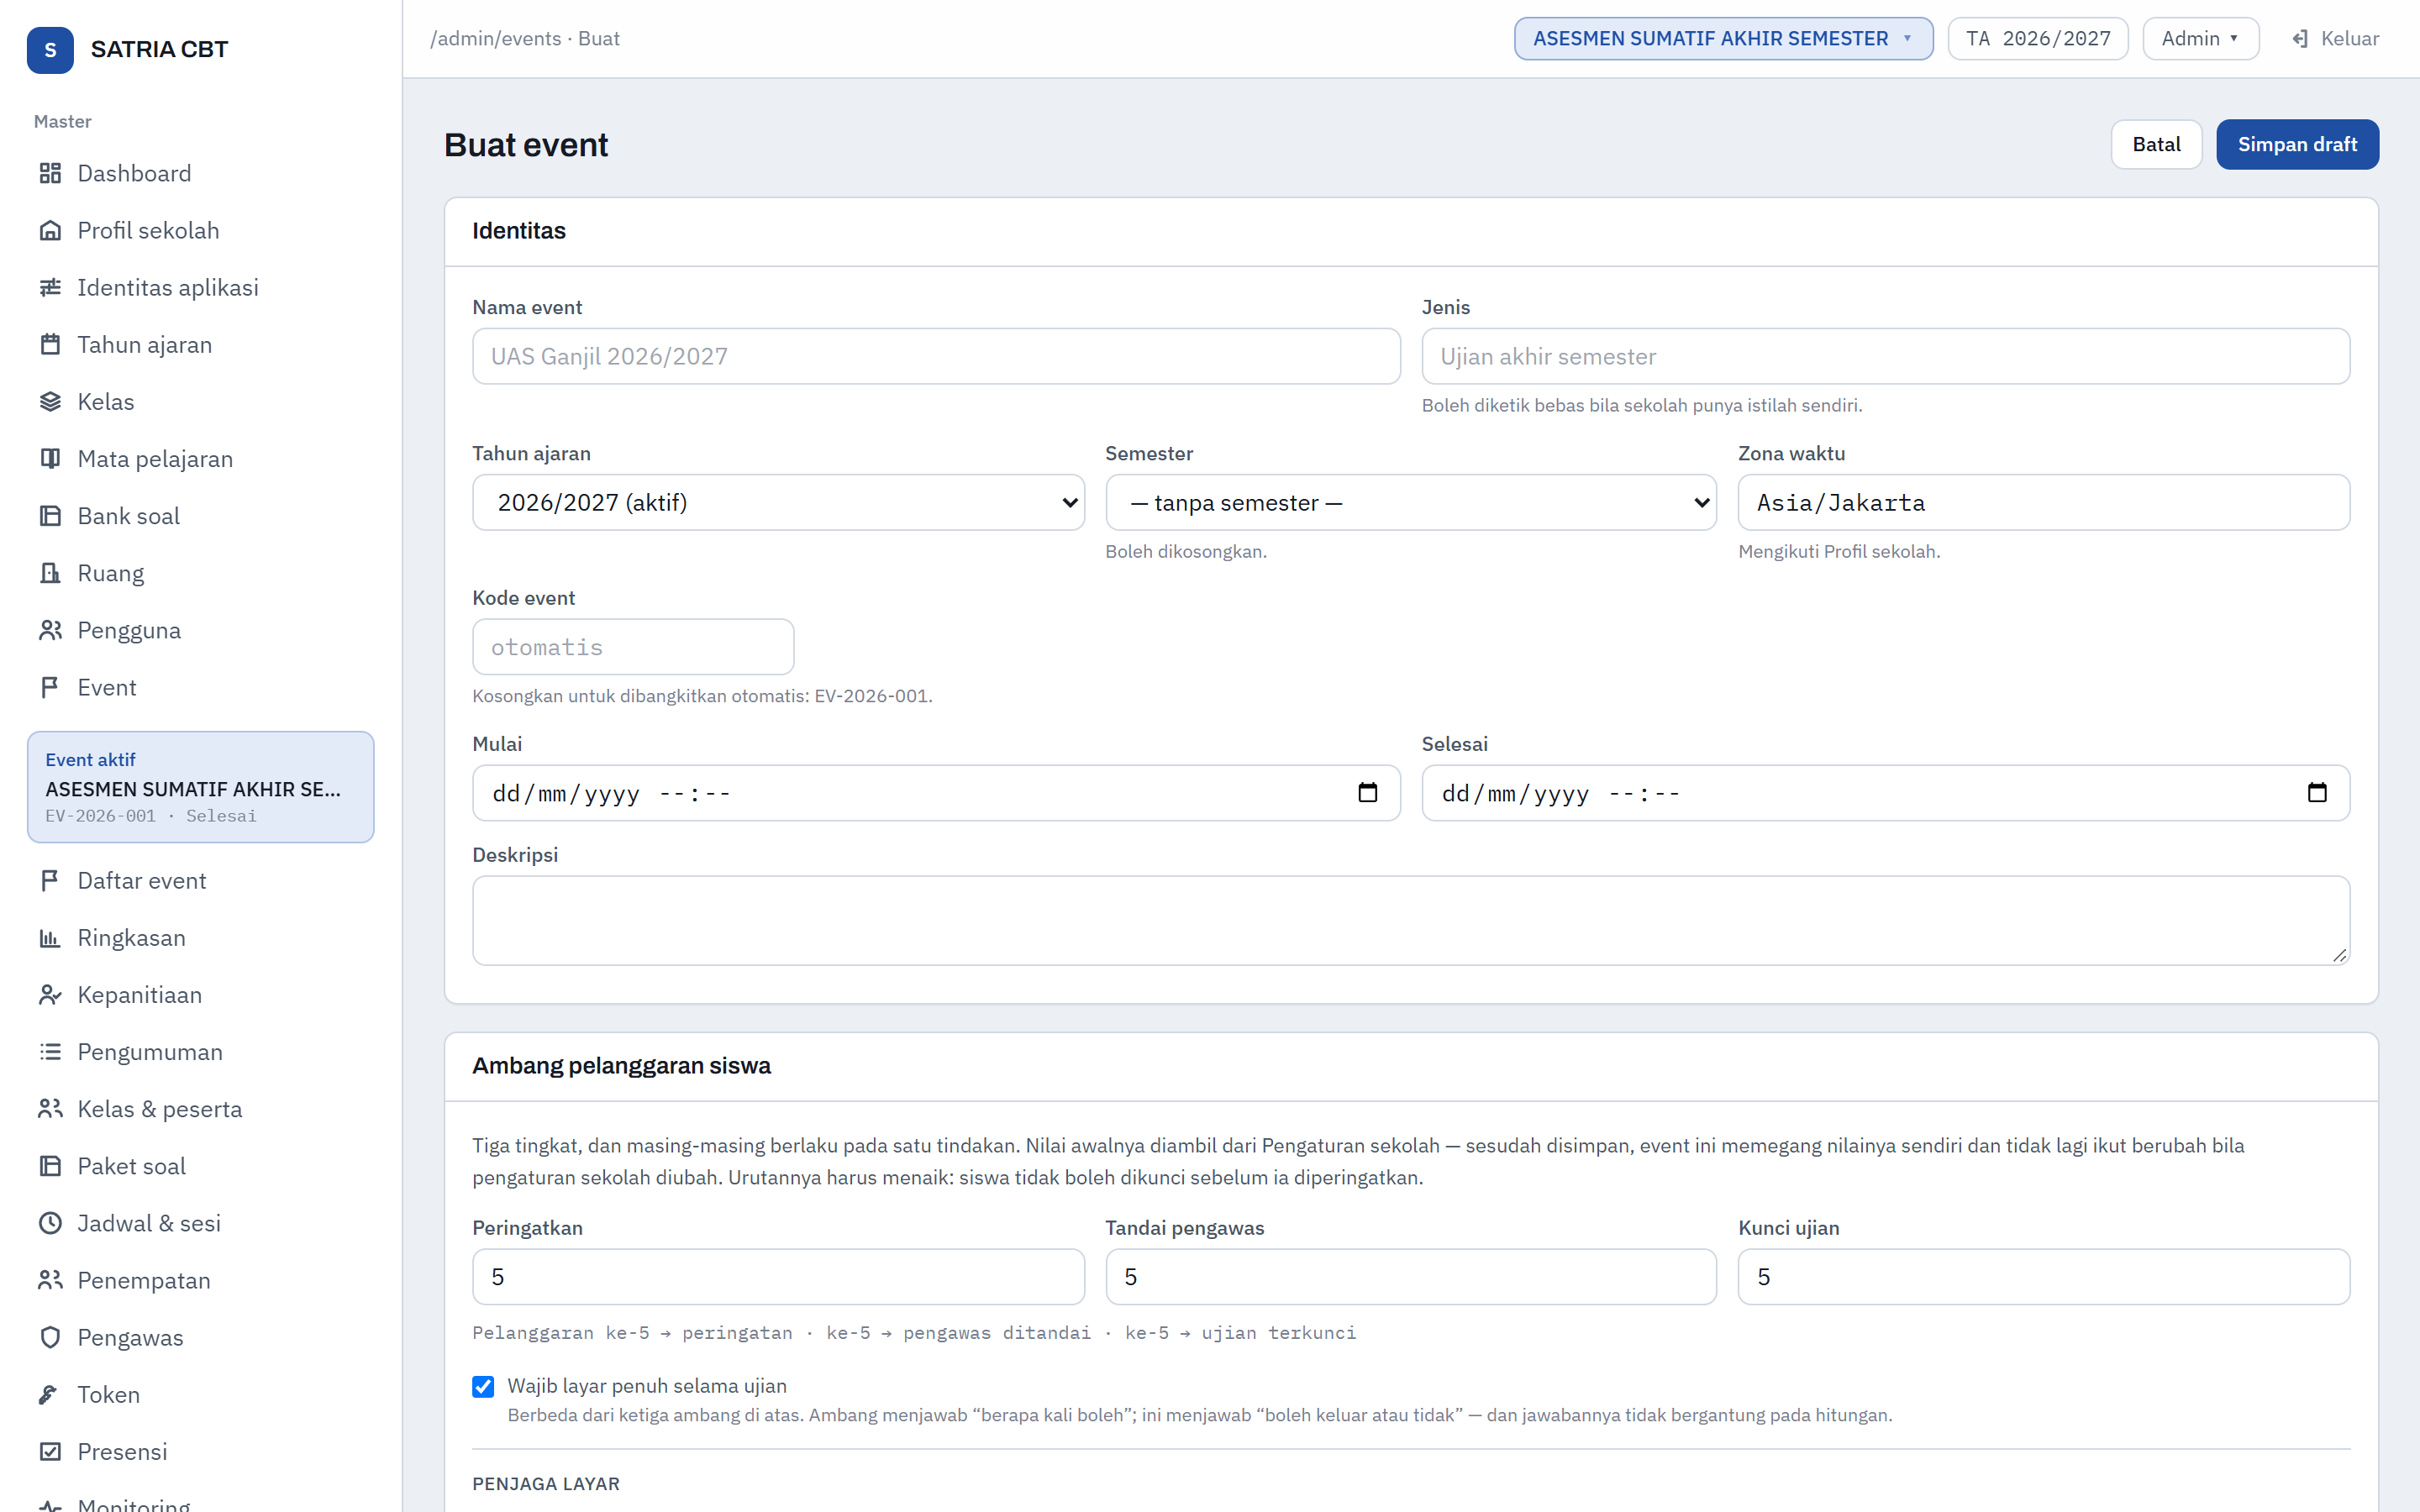 S
SATRIA CBT
Master
Dashboard
Profil sekolah
Identitas aplikasi
Tahun ajaran
Kelas
Mata pelajaran
Bank soal
Ruang
Pengguna
Event
Event aktif
ASESMEN SUMATIF AKHIR SE...
EV-2026-001 · Selesai
Daftar event
Ringkasan
Kepanitiaan
Pengumuman
Kelas & peserta
Paket soal
Jadwal & sesi
Penempatan
Pengawas
Token
Presensi
Monitoring
/admin/events · Buat
ASESMEN SUMATIF AKHIR SEMESTER
TA 2026/2027
Admin
Keluar
Buat event
Batal
Simpan draft
Identitas
Nama event
UAS Ganjil 2026/2027
Jenis
Ujian akhir semester
Boleh diketik bebas bila sekolah punya istilah sendiri.
Tahun ajaran
2026/2027 (aktif)
Semester
— tanpa semester —
Boleh dikosongkan.
Zona waktu
Asia/Jakarta
Mengikuti Profil sekolah.
Kode event
otomatis
Kosongkan untuk dibangkitkan otomatis: EV-2026-001.
Mulai
dd/mm/yyyy --:--
Selesai
dd/mm/yyyy --:--
Deskripsi
Ambang pelanggaran siswa
Tiga tingkat, dan masing-masing berlaku pada satu tindakan. Nilai awalnya diambil dari Pengaturan sekolah — sesudah disimpan, event ini memegang nilainya sendiri dan tidak lagi ikut berubah bila
pengaturan sekolah diubah. Urutannya harus menaik: siswa tidak boleh dikunci sebelum ia diperingatkan.
Peringatkan
5
Tandai pengawas
5
Kunci ujian
5
Pelanggaran ke-5 → peringatan · ke-5 → pengawas ditandai · ke-5 → ujian terkunci
Wajib layar penuh selama ujian
Berbeda dari ketiga ambang di atas. Ambang menjawab “berapa kali boleh”; ini menjawab “boleh keluar atau tidak” — dan jawabannya tidak bergantung pada hitungan.
PENJAGA LAYAR